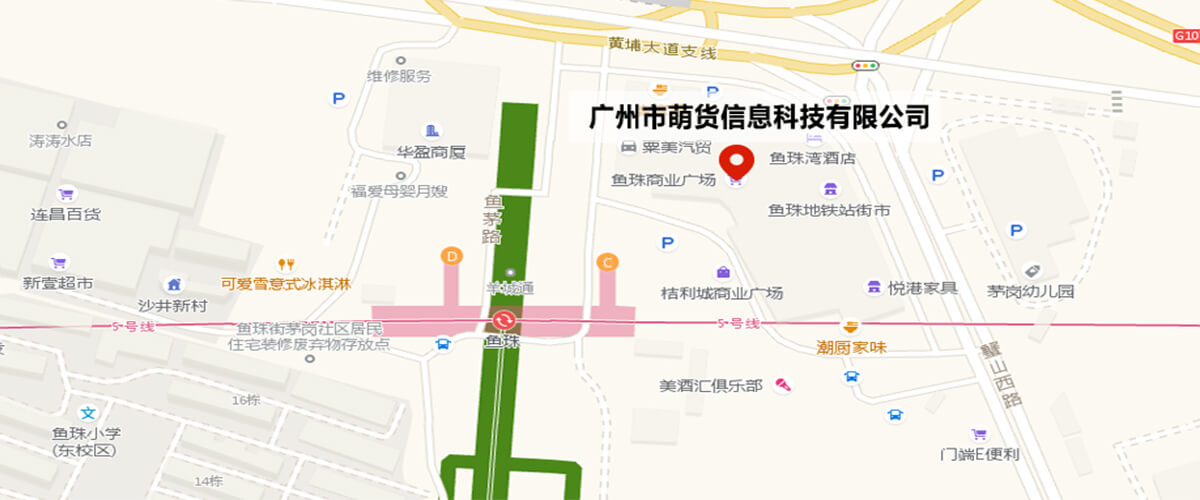 黄埔大道支线
G107
维修服务
P
P
广州市萌货信息科技有限公司
涛涛水店
华盈商厦
粟美汽贸
鱼珠湾酒店
鱼珠商业广场
P
福爱母婴月嫂
连昌百货
鱼茅路
鱼珠地铁站街市
P
P
D
C
新壹超市
可爱雪意式冰淇淋
沙井新村
羊城通
桔利城商业广场
悦港家具
茅岗幼儿园
5号线
5号线
鱼珠街茅岗社区居民
住宅装修废弃物存放点
鱼珠
潮厨家味
蟹山西路
美酒汇俱乐部
16栋
文
鱼珠小学
(东校区)
门端E便利
14栋